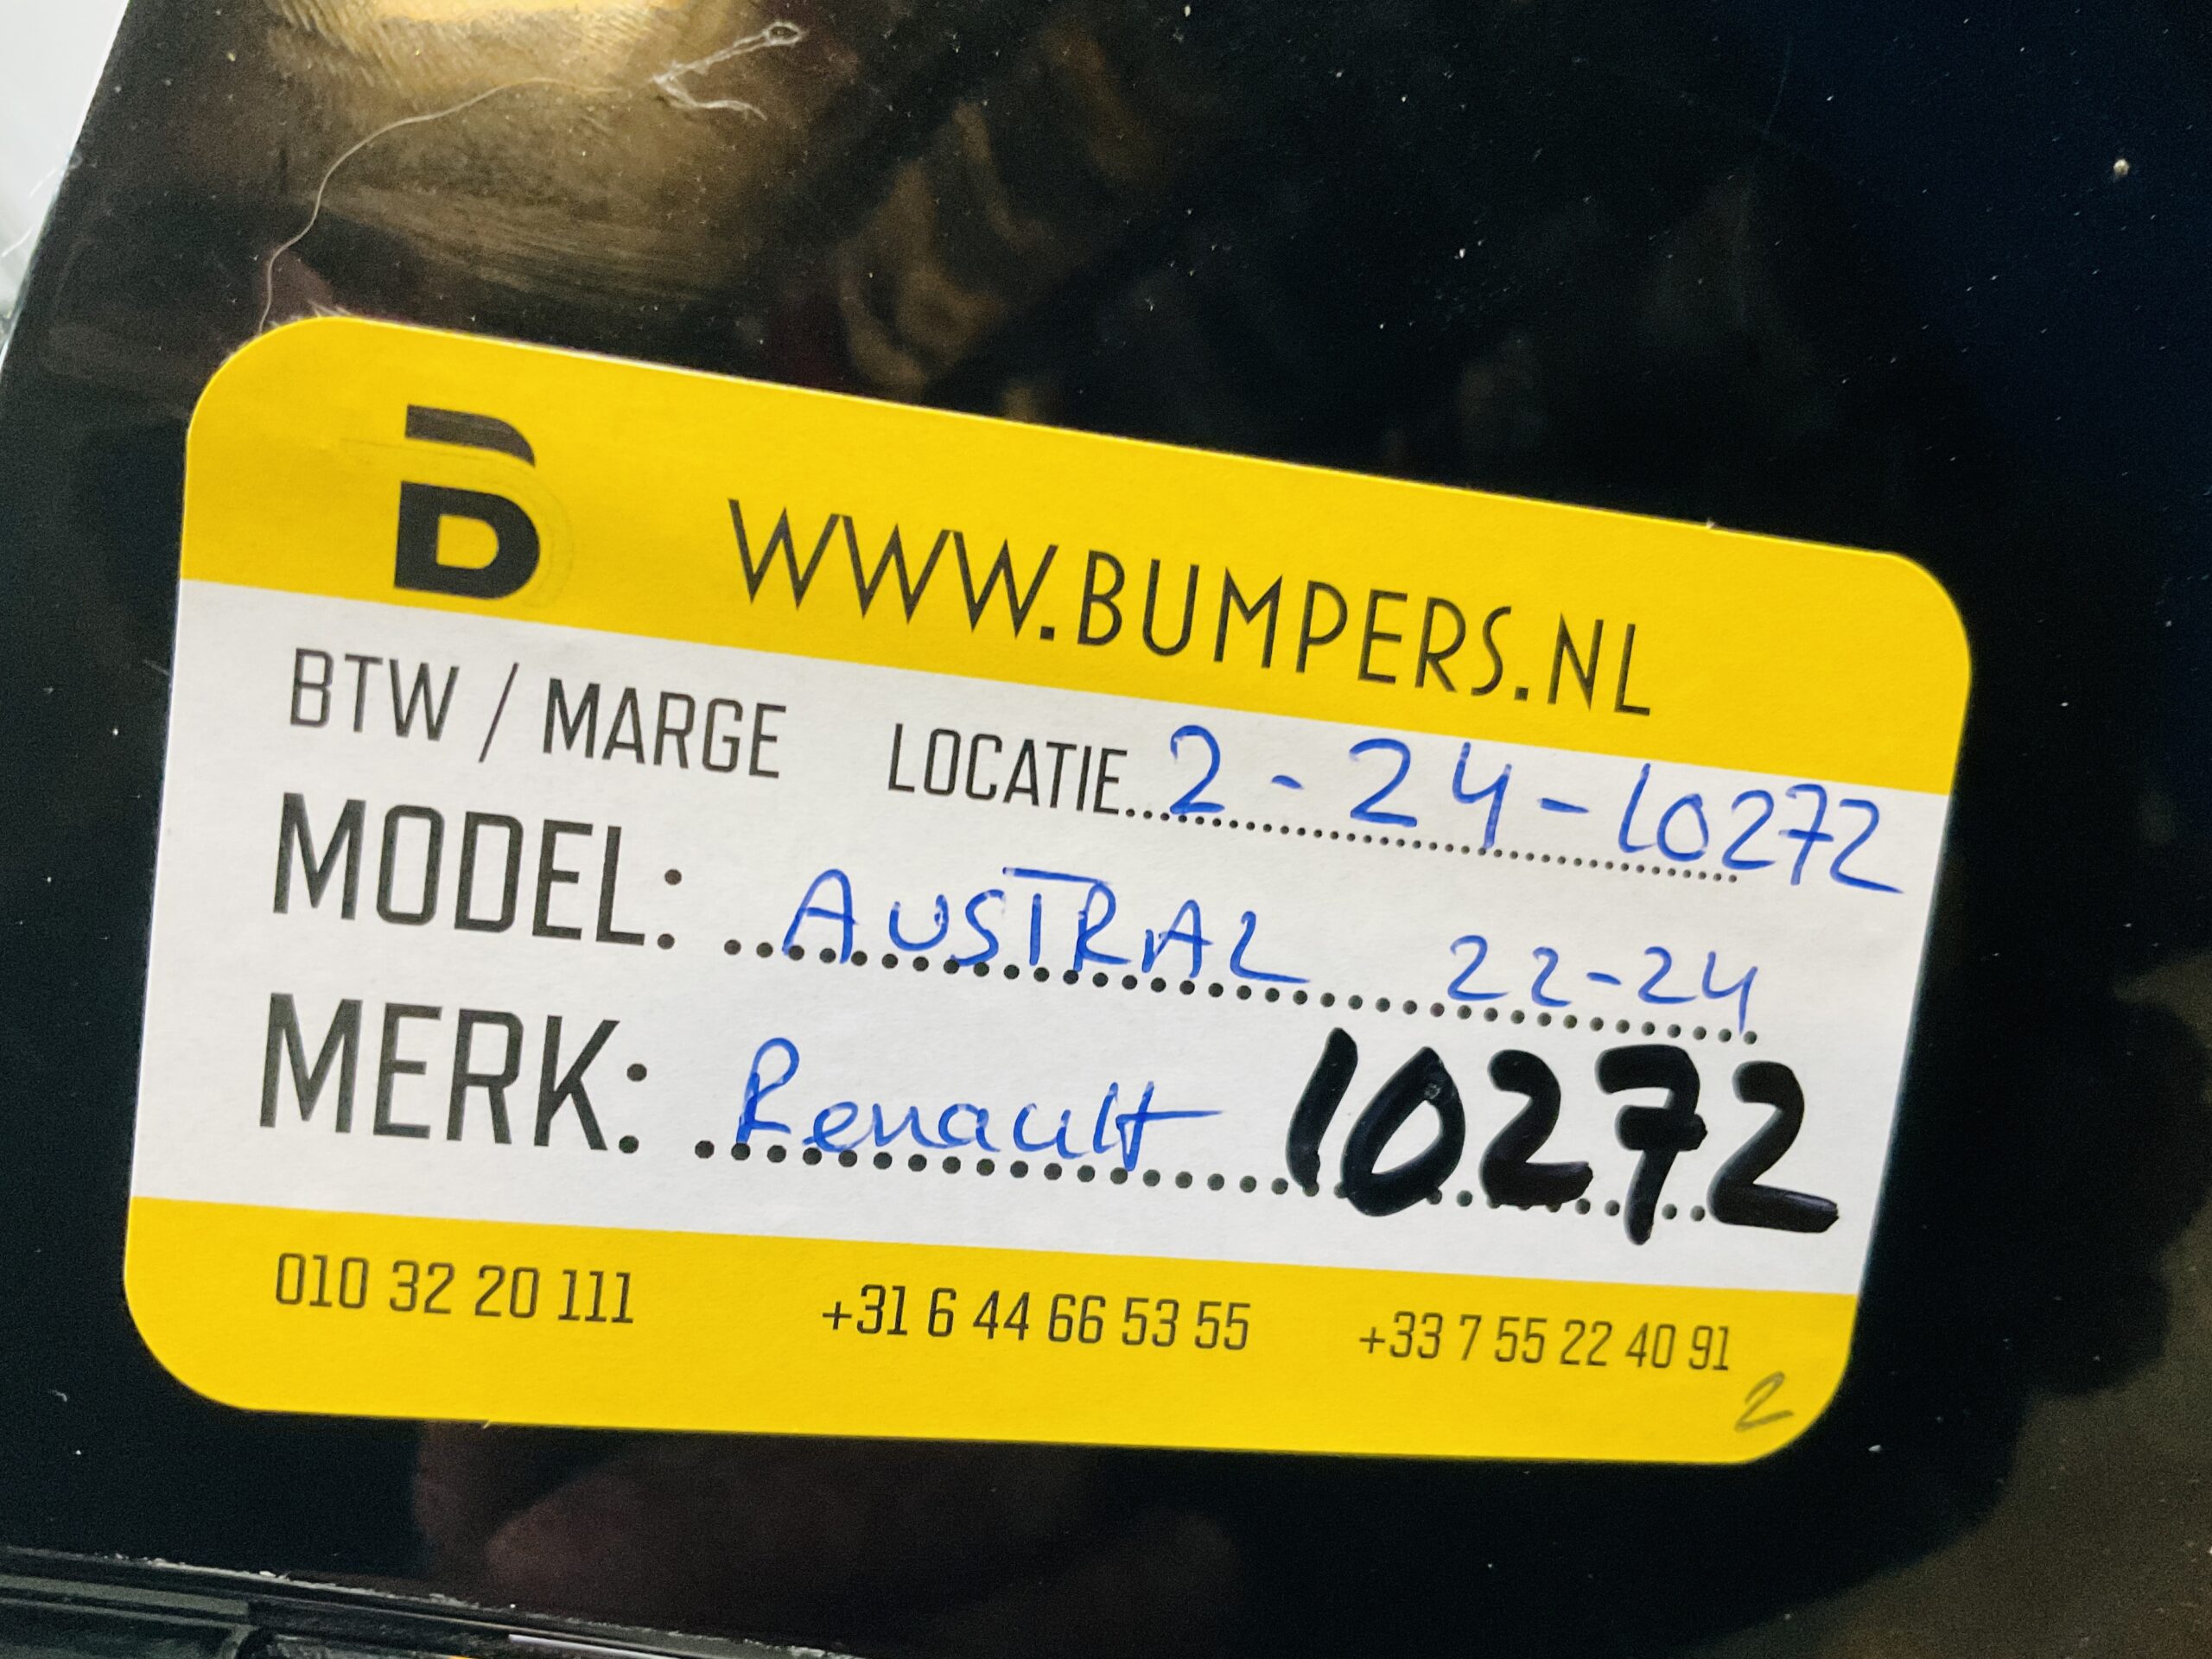 B WWW.BUMPERS.NL
BTW / MARGE LOCATIE...2-24-10272
MODEL: AUSTRAL 22-24
MERK: Renault 10272
010 32 20 111 +31 6 44 66 53 55 +33 7 55 22 40 91
2